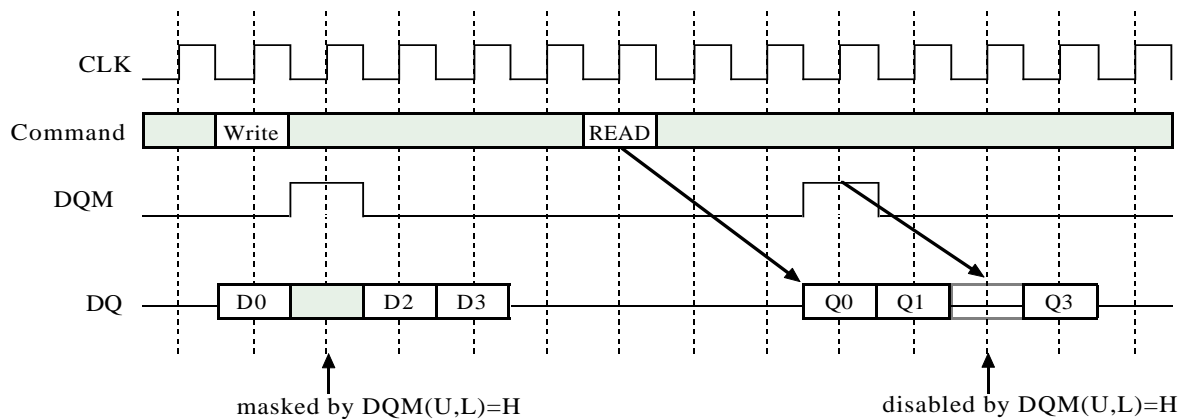 CLK
Command Write READ
DQM
DQ D0 D2 D3 Q0 Q1 Q3
masked by DQM(U,L)=H disabled by DQM(U,L)=H